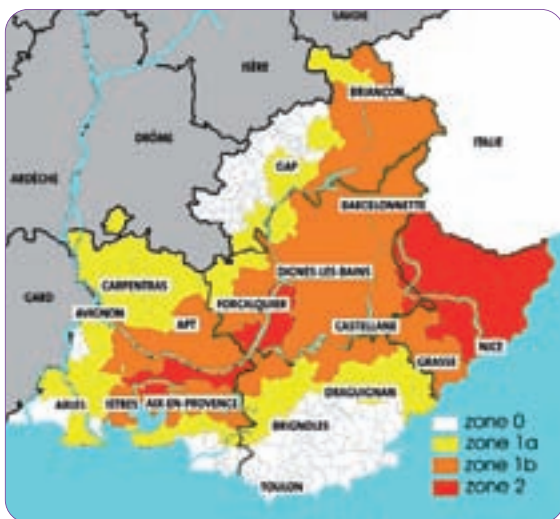 SAVOIE
ISÈRE
BRIANÇON
DRÔME
ITALIE
GAP
ARDÈCHE
BARCELONNETTE
DIGNES-LES-BAINS
CARPENTRAS
FORCALQUIER
GARD
AVIGNON
APT
CASTELLANE
NICE
GRASSE
DRAGUIGNAN
ARLES
ISTRES
AIX-EN-PROVENCE
BRIGNOLES
TOULON
zone 0
zone 1a
zone 1b
zone 2